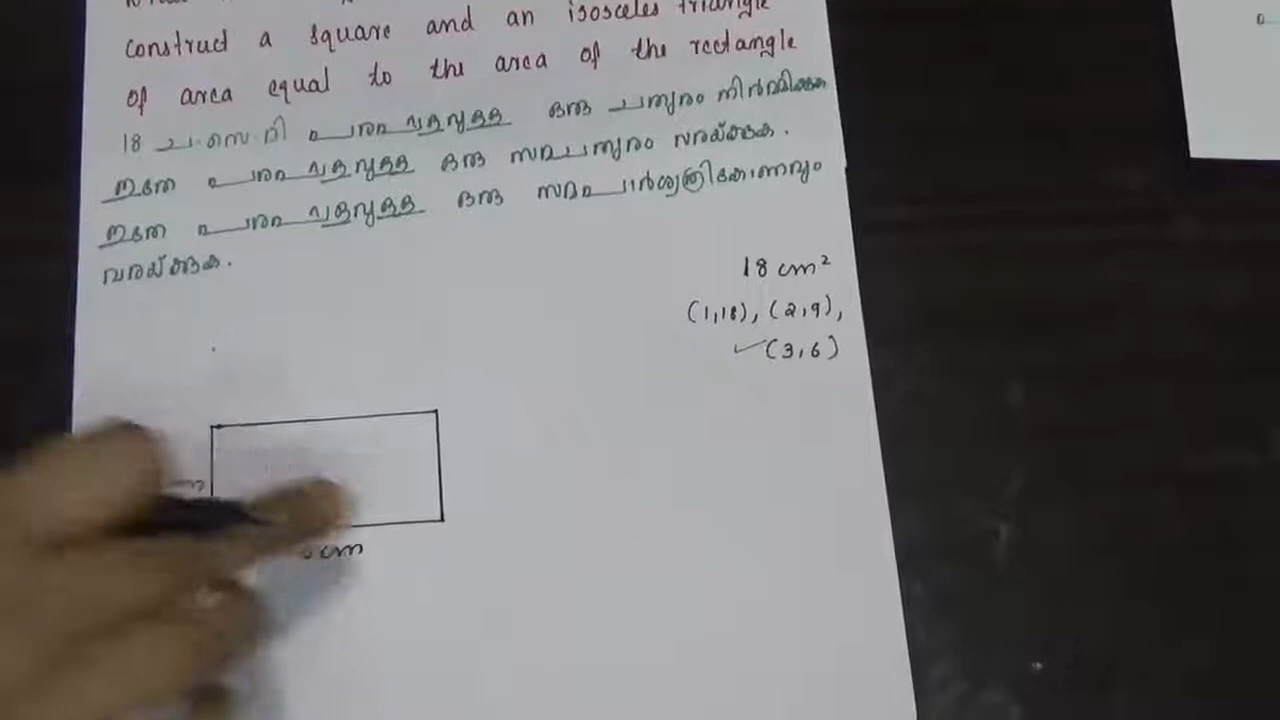 construct a square and an isosceles triangle
of area equal to the area of the rectangle
18 ച.സെ.മി പരപ്പളവുള്ള ഒരു ചതുരം നിർമ്മിക്കുക
ഇതേ പരപ്പളവുള്ള ഒരു സമചതുരം വരയ്ക്കുക.
ഇതേ പരപ്പളവുള്ള ഒരു സമപാർശ്വത്രികോണവും
വരയ്ക്കുക.
18 cm²
(1,18), (2,9),
✓(3,6)
cm